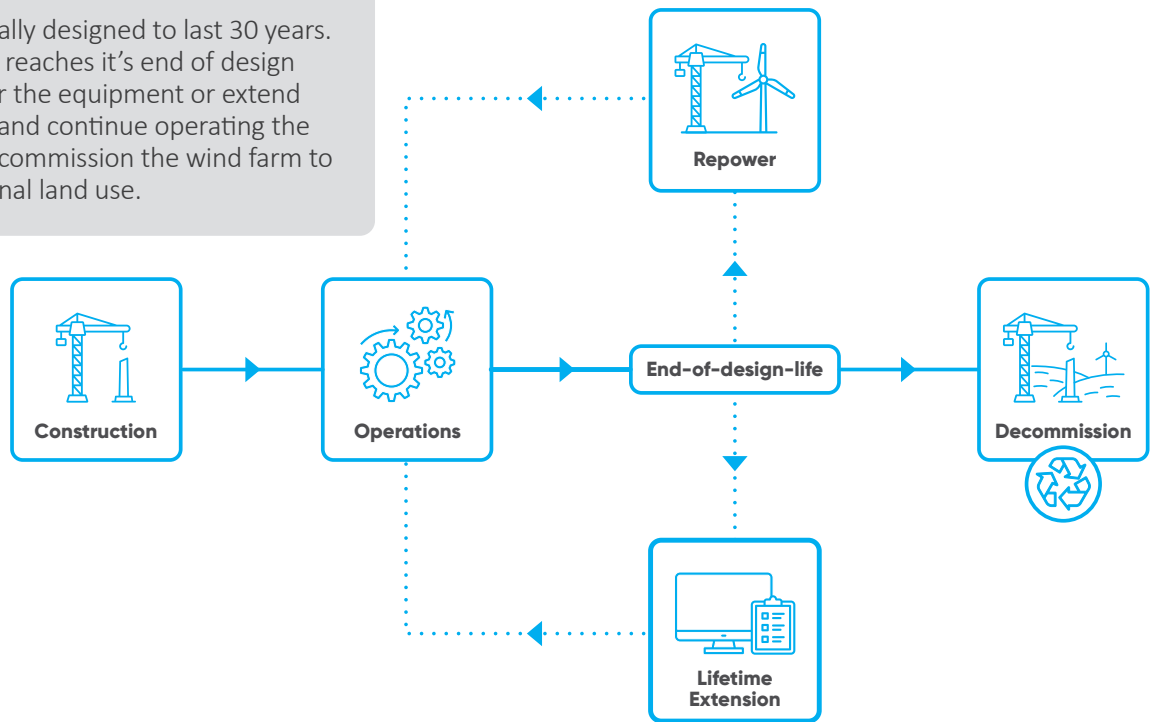 ally designed to last 30 years.
reaches it's end of design
r the equipment or extend
and continue operating the
commission the wind farm to
nal land use.
Repower
Construction
Operations
End-of-design-life
Decommission
Lifetime
Extension